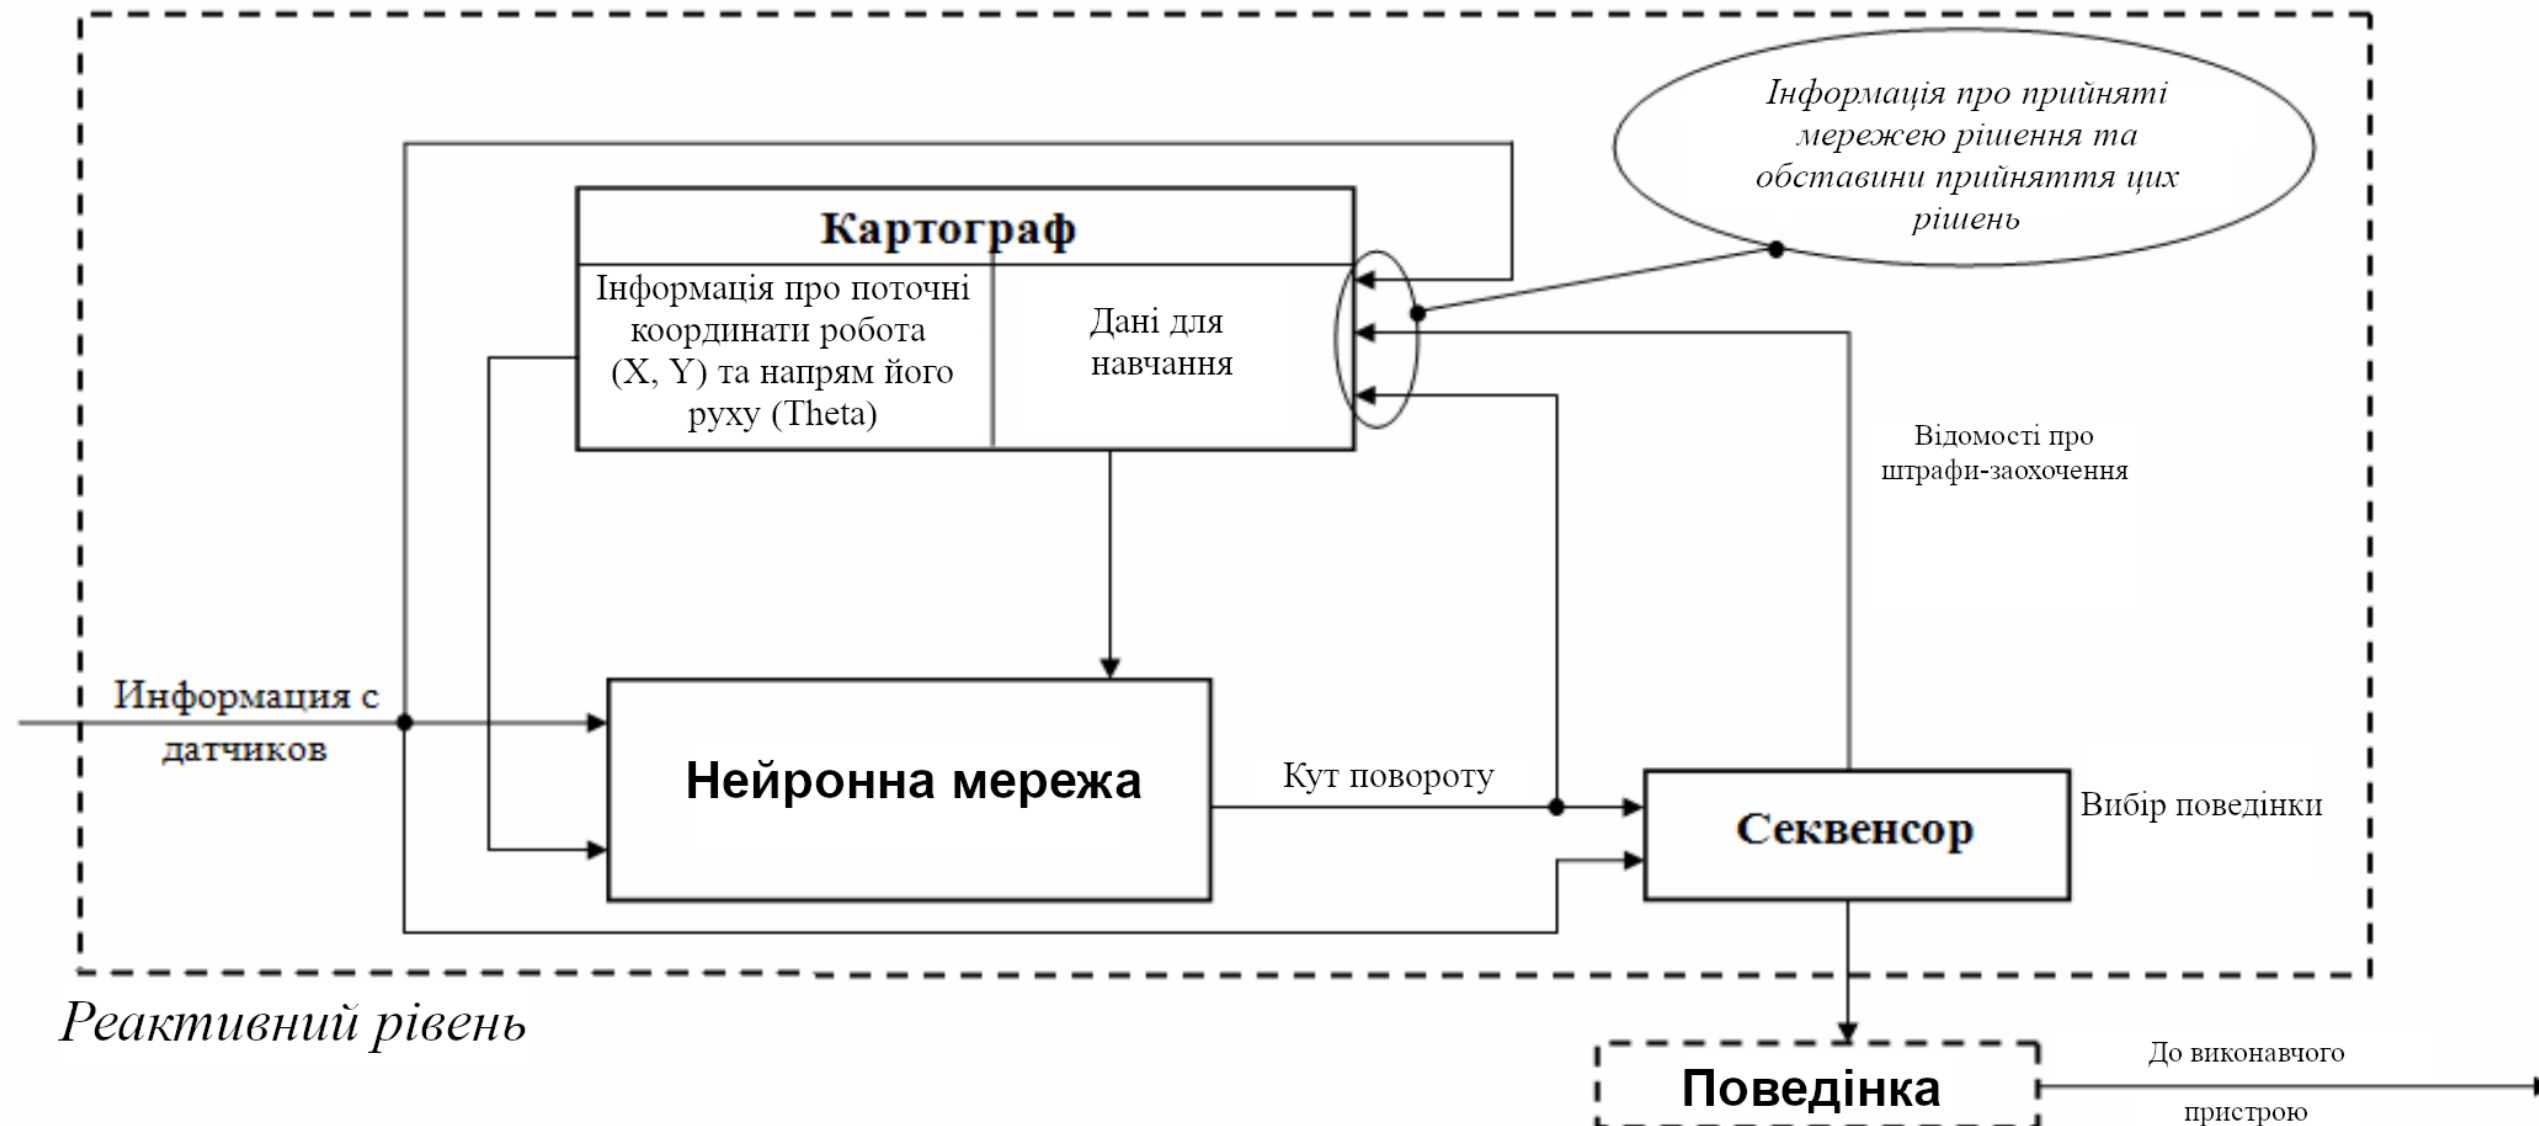 Інформація про прийняті
мережею рішення та
обставини прийняття цих
рішень
Картограф
Інформація про поточні
координати робота
(X, Y) та напрям його
руху (Theta)
Дані для
навчання
Відомості про
штрафи-заохочення
Информация с
датчиков
Нейронна мережа
Кут повороту
Секвенсор
Вибір поведінки
Реактивний рівень
Поведінка
До виконавчого
пристрою